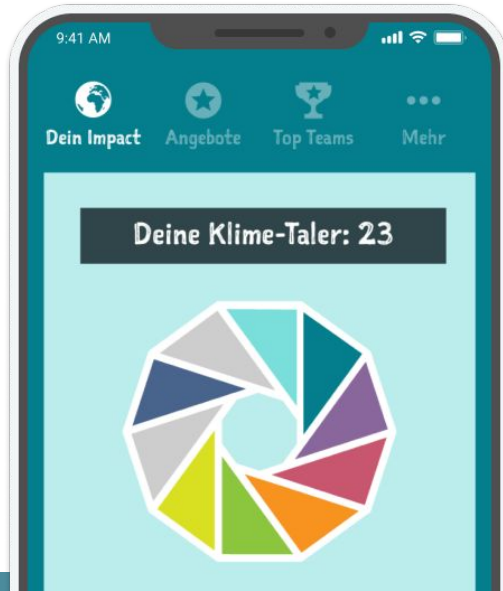 9:41 AM
Dein Impact Angebote Top Teams Mehr
Deine Klime-Taler: 23